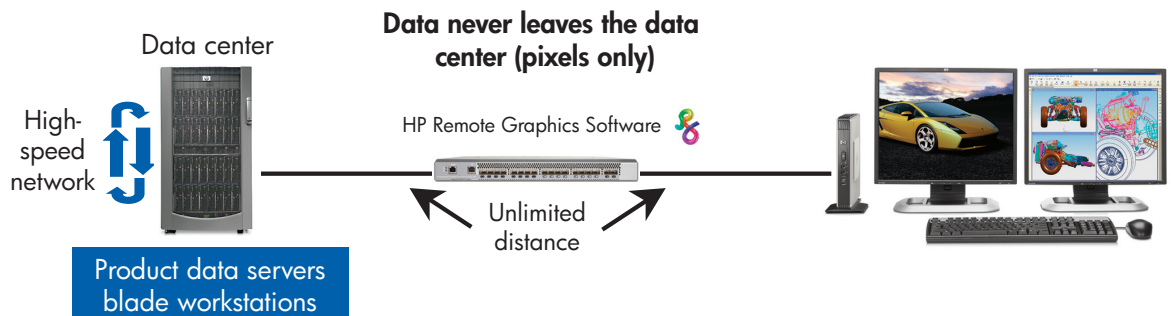 Data never leaves the data
center (pixels only)
Data center
High-
speed
network
HP Remote Graphics Software
Unlimited
distance
Product data servers
blade workstations